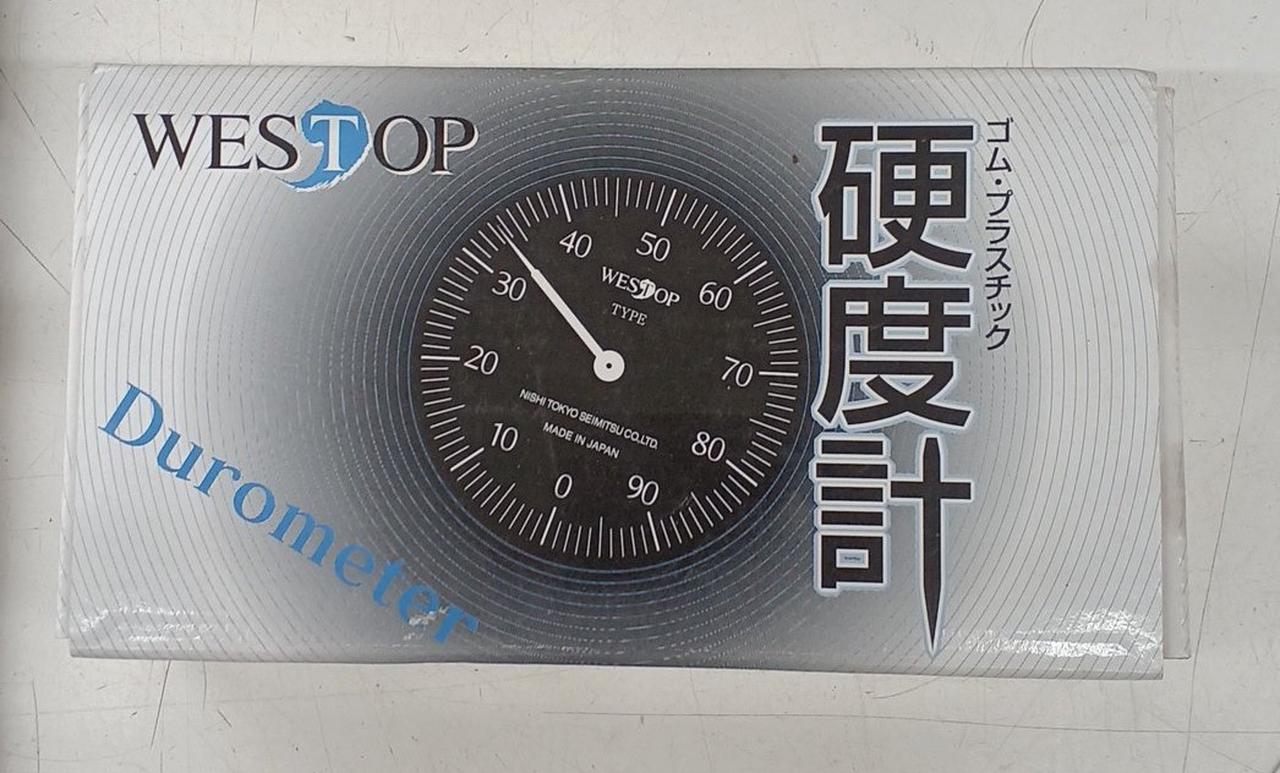 WESTOP
ゴム・プラスチック
硬度計
40
50
30
60
WESTOP
TYPE
20
70
NISHI TOKYO SEIMITSU CO.,LTD.
MADE IN JAPAN
10
80
0
90
Durometer